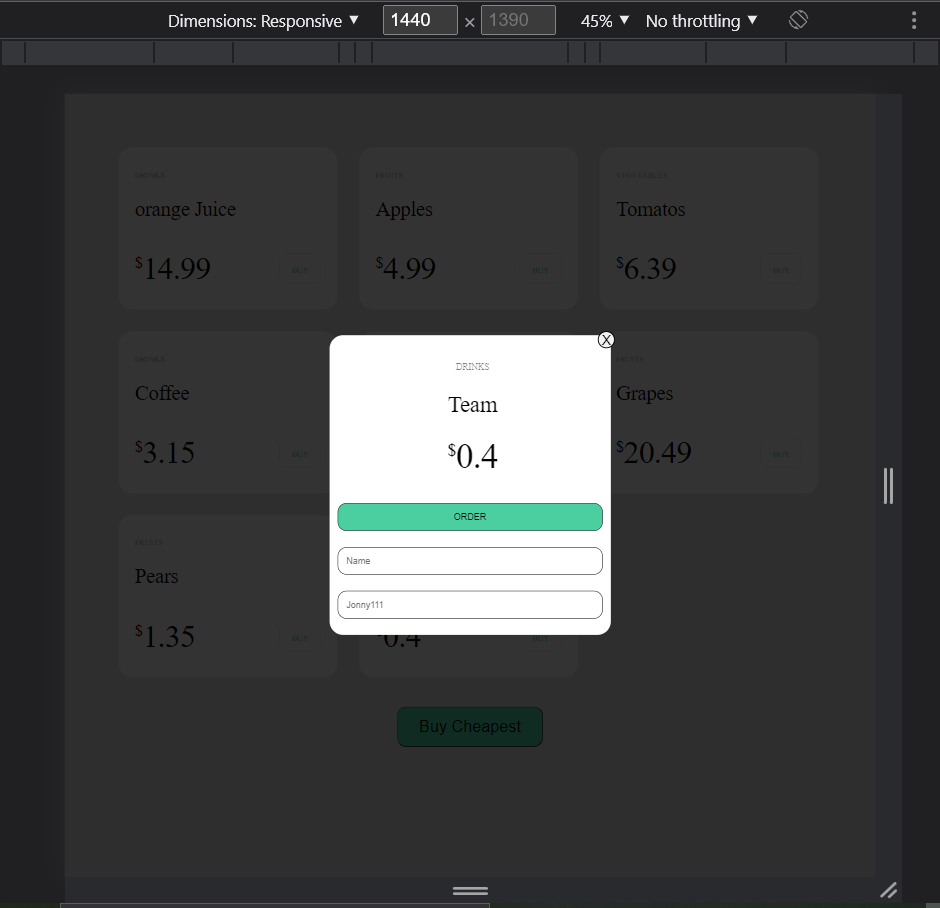 Dimensions: Responsive ▼ 1440 × 1390 45% ▼ No throttling ▼
DRINKS
FRUITS
VEGETABLES
orange Juice
Apples
Tomatos
$14.99
BUY
$4.99
BUY
$6.39
BUY
DRINKS
FRUITS
Coffee
Grapes
$3.15
BUY
$20.49
BUY
X
DRINKS
Team
$0.4
ORDER
Name
Jonny111
FRUITS
Pears
$1.35
BUY
0.4
BUY
Buy Cheapest